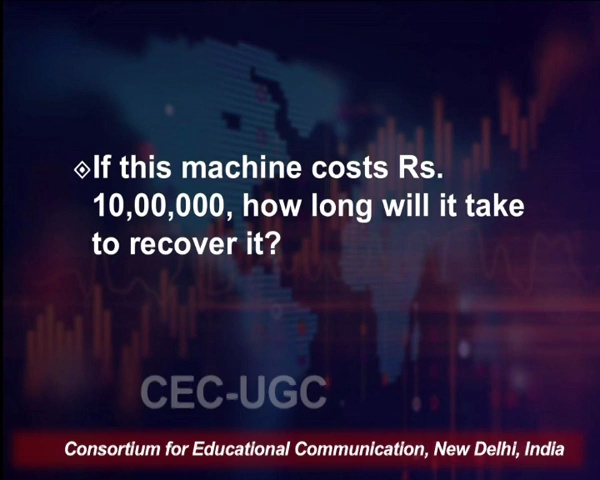 If this machine costs Rs.
10,00,000, how long will it take
to recover it?
CEC-UGC
Consortium for Educational Communication, New Delhi, India